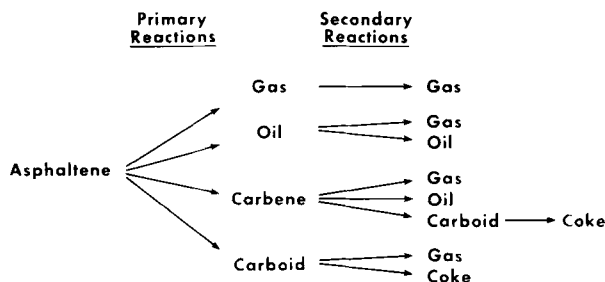 Primary
Reactions
Secondary
Reactions
Gas
Gas
Oil
Gas
Oil
Asphaltene
Carbene
Gas
Oil
Carboid
Coke
Carboid
Gas
Coke